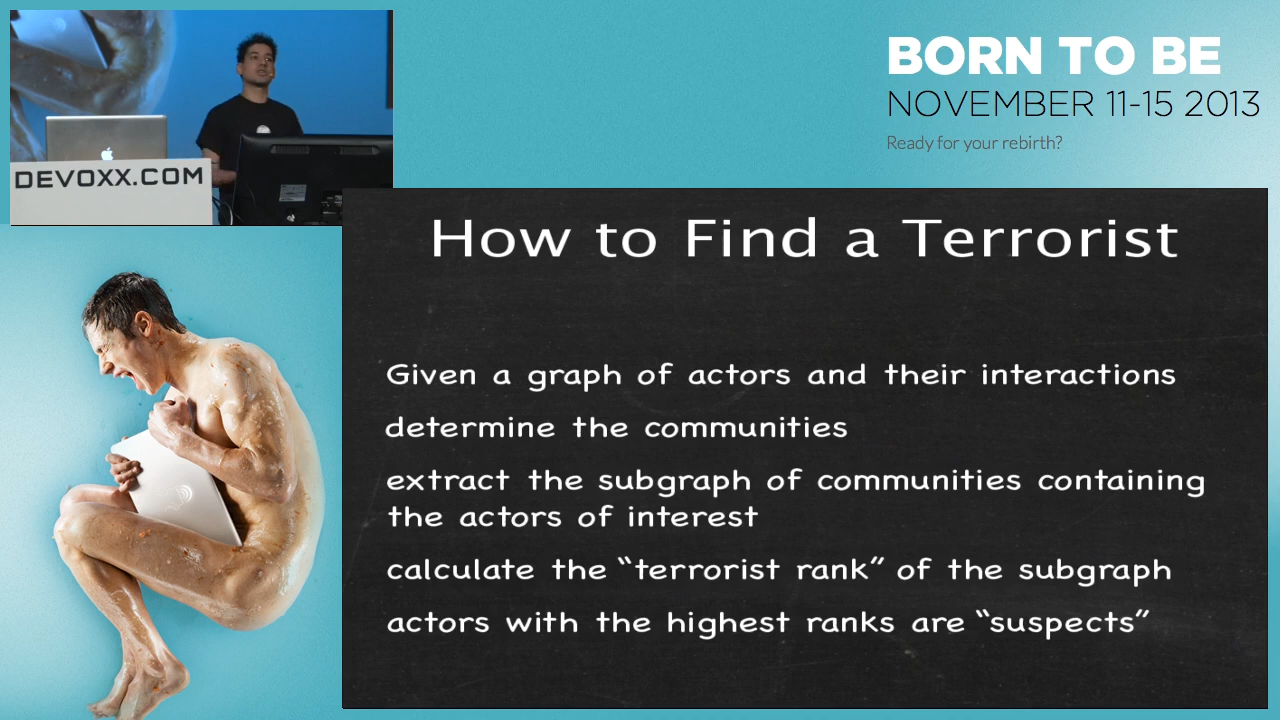 BORN TO BE
NOVEMBER 11-15 2013
Ready for your rebirth?
DEVOXX.COM
How to Find a Terrorist
Given a graph of actors and their interactions
determine the communities
extract the subgraph of communities containing
the actors of interest
calculate the “terrorist rank” of the subgraph
actors with the highest ranks are “suspects”